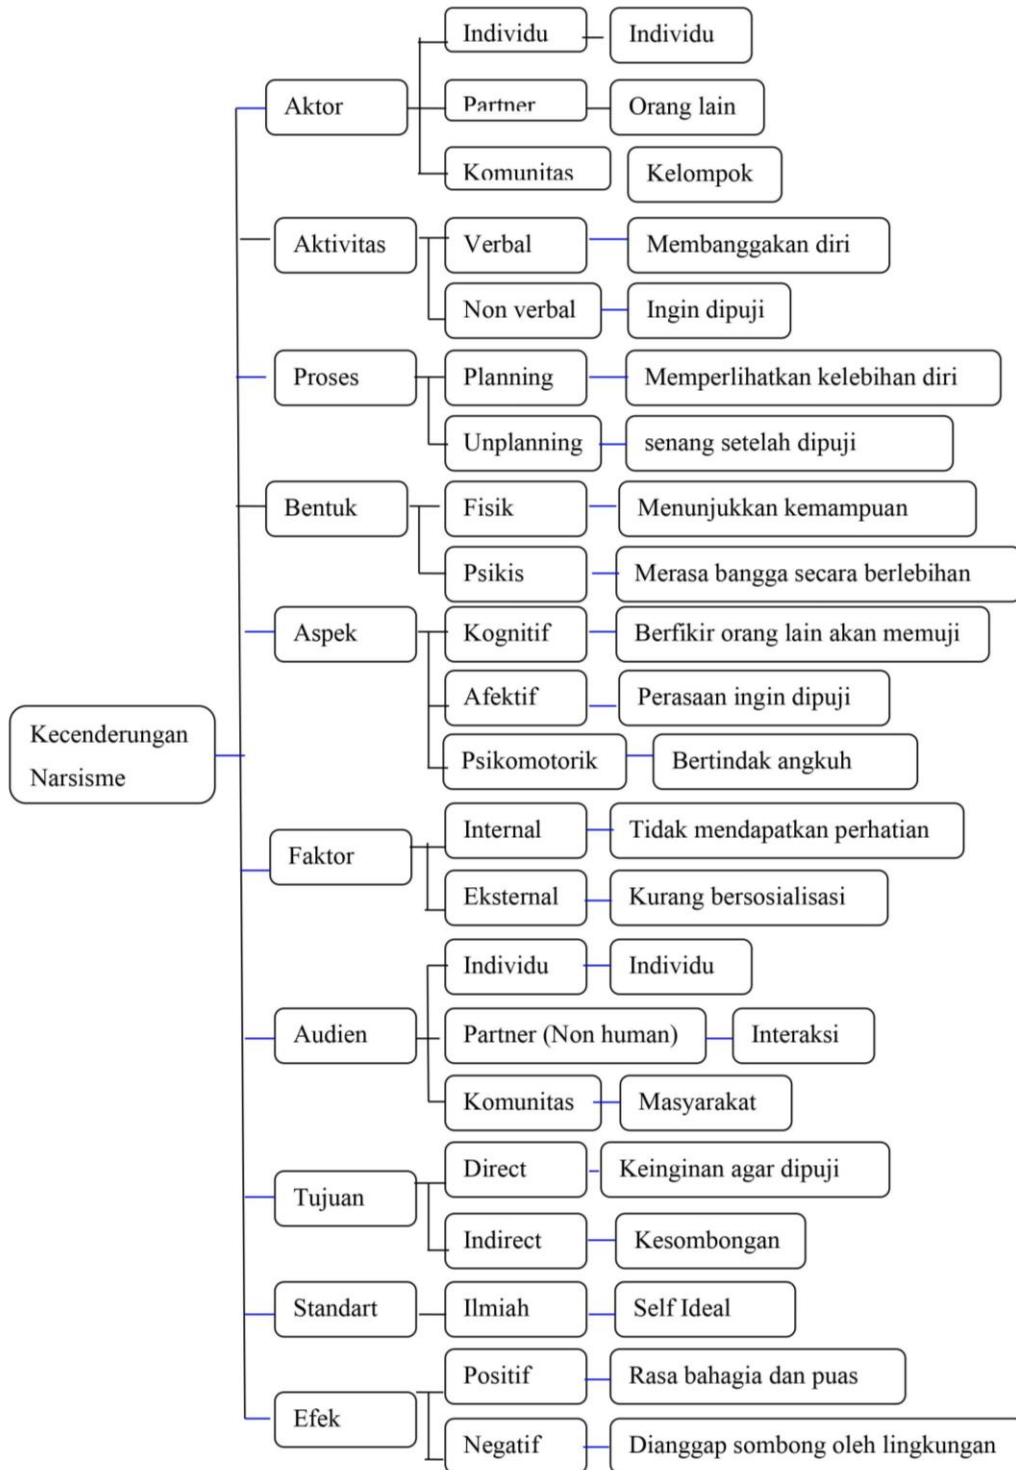 Individu Individu
Aktor Partner Orang lain
Komunitas Kelompok
Aktivitas Verbal Membanggakan diri
Non verbal Ingin dipuji
Proses Planning Memperlihatkan kelebihan diri
Unplanning senang setelah dipuji
Bentuk Fisik Menunjukkan kemampuan
Psikis Merasa bangga secara berlebihan
Aspek Kognitif Berfikir orang lain akan memuji
Afektif Perasaan ingin dipuji
Psikomotorik Bertindak angkuh
Kecenderungan
Narsisme
Internal Tidak mendapatkan perhatian
Faktor
Eksternal Kurang bersosialisasi
Individu Individu
Audien Partner (Non human) Interaksi
Komunitas Masyarakat
Direct Keinginan agar dipuji
Tujuan
Indirect Kesombongan
Standart Ilmiah Self Ideal
Positif Rasa bahagia dan puas
Efek
Negatif Dianggap sombong oleh lingkungan